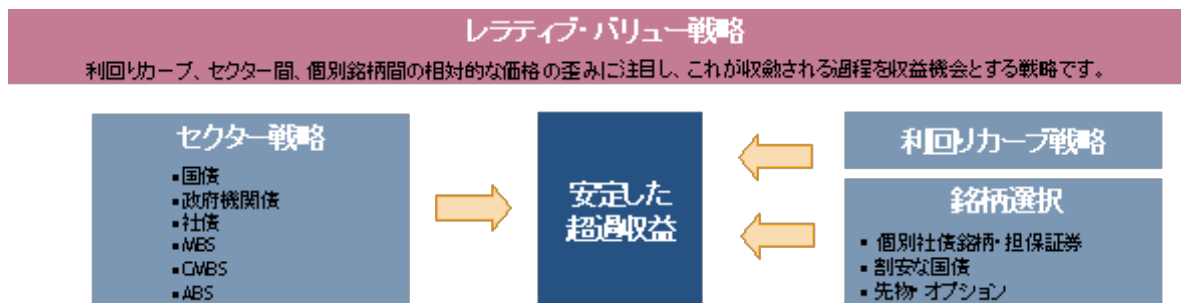 レラティブ・バリュー戦略
利回りカーブ、セクター間、個別銘柄間の相対的な価格の歪みに注目し、これが収斂される過程を収益機会とする戦略です。
セクター戦略
▪国債
▪政府機関債
▪社債
▪MBS
▪CMBS
▪ABS
安定した
超過収益
利回りカーブ戦略
銘柄選択
▪ 個別社債銘柄・担保証券
▪ 割安な国債
▪ 先物・オプション